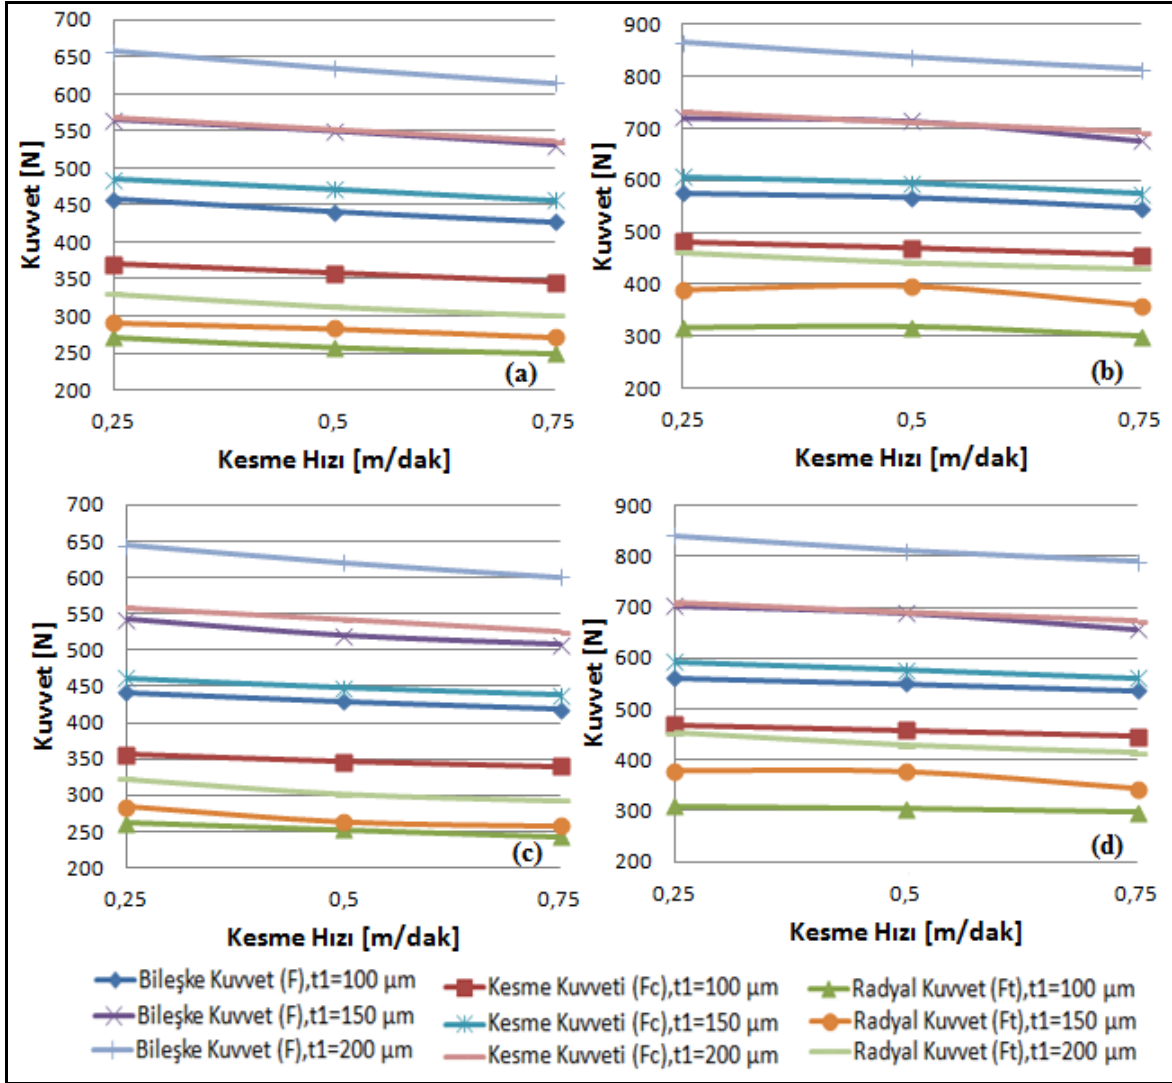 700
650
600
550
500
450
400
350
300
250
200
Kuvvet [N]
0,25 0,5 0,75
Kesme Hızı [m/dak]
(a)
900
800
700
600
500
400
300
200
Kuvvet [N]
0,25 0,5 0,75
Kesme Hızı [m/dak]
(b)
700
650
600
550
500
450
400
350
300
250
200
Kuvvet [N]
0,25 0,5 0,75
Kesme Hızı [m/dak]
(c)
900
800
700
600
500
400
300
200
Kuvvet [N]
0,25 0,5 0,75
Kesme Hızı [m/dak]
(d)
Bileşke Kuvvet (F),t1=100 µm
Kesme Kuvveti (Fc),t1=100 µm
Radyal Kuvvet (Ft),t1=100 µm
Bileşke Kuvvet (F),t1=150 µm
Kesme Kuvveti (Fc),t1=150 µm
Radyal Kuvvet (Ft),t1=150 µm
Bileşke Kuvvet (F),t1=200 µm
Kesme Kuvveti (Fc),t1=200 µm
Radyal Kuvvet (Ft),t1=200 µm